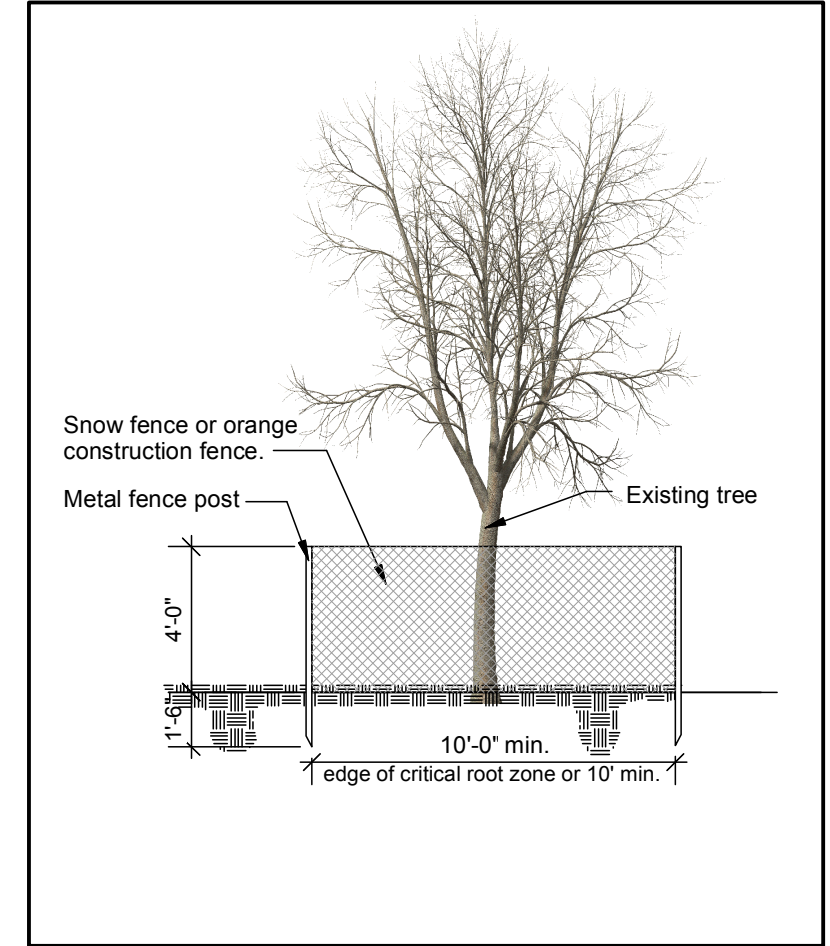 Snow fence or orange
construction fence.
Metal fence post
Existing tree
4'-0"
1'-6"
10'-0" min.
edge of critical root zone or 10' min.